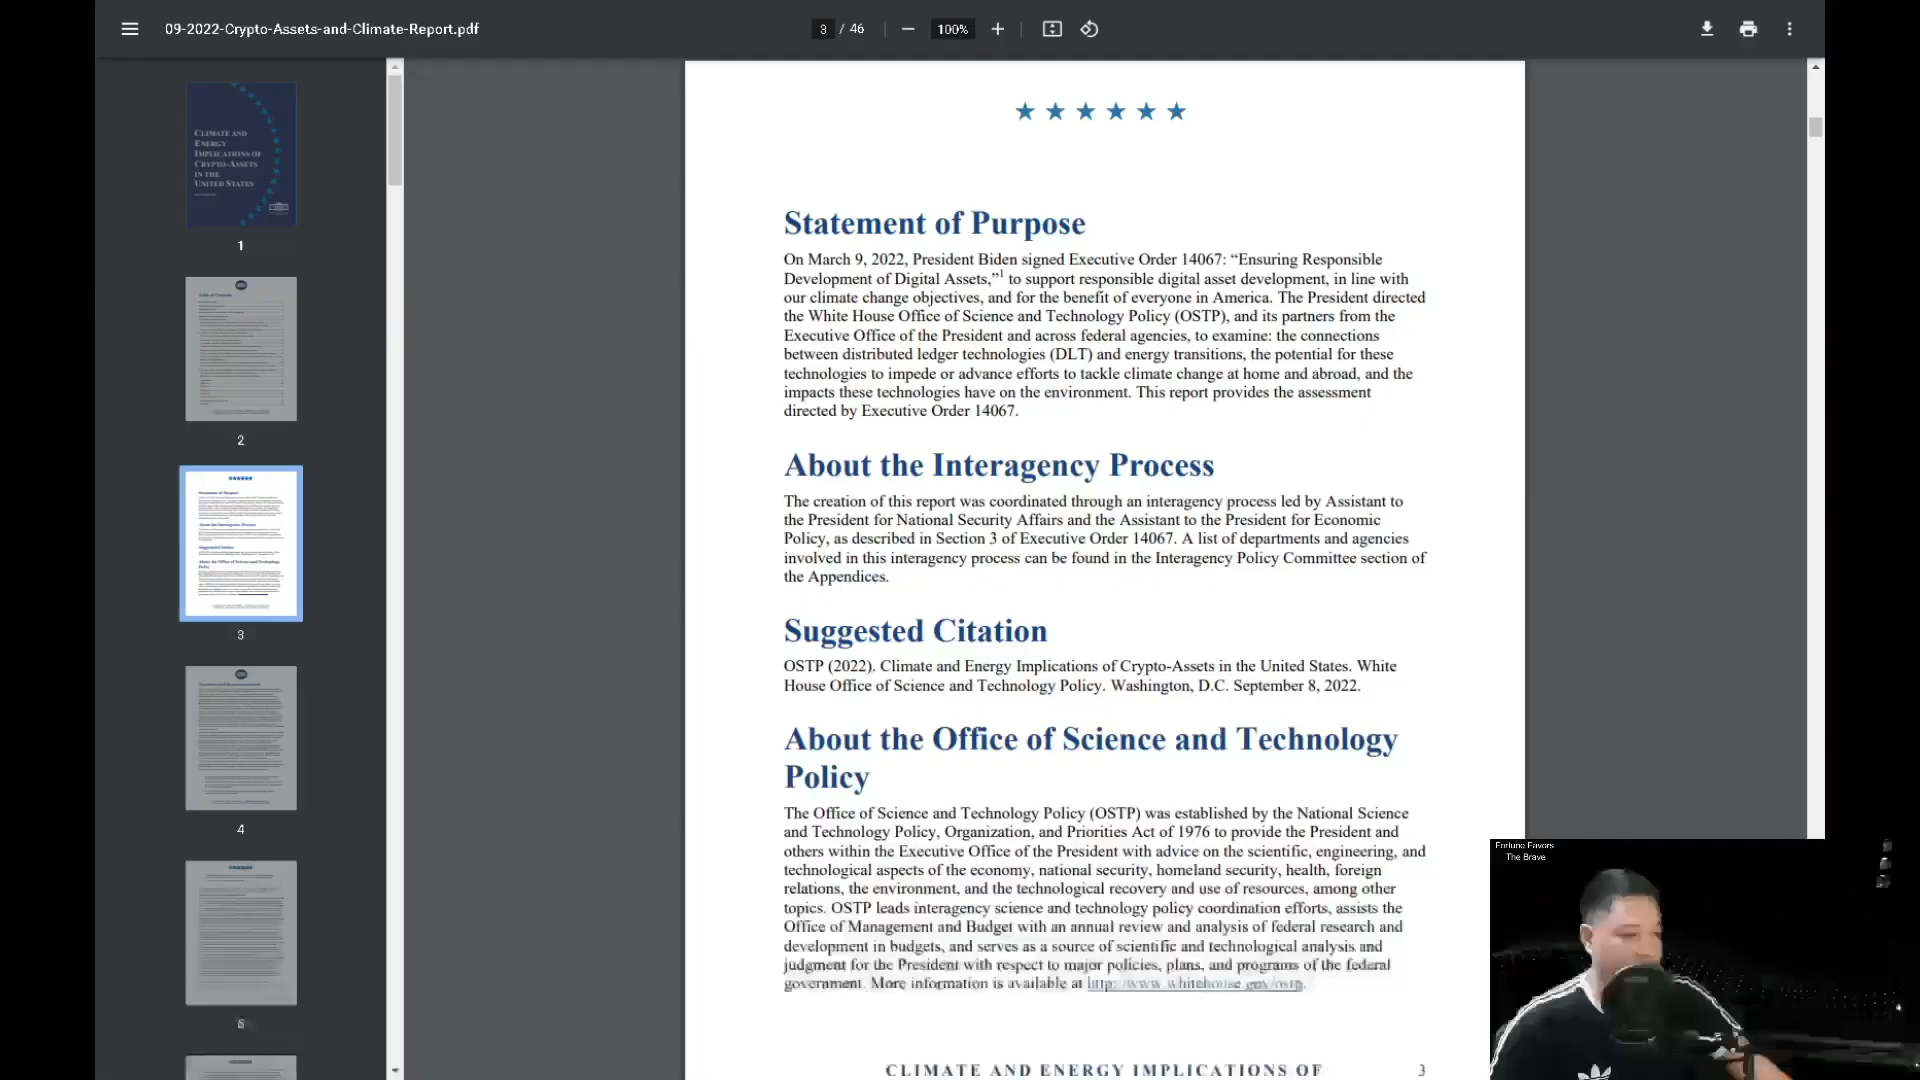 09-2022-Crypto-Assets-and-Climate-Report.pdf
3 / 46
100%
CLIMATE AND
ENERGY
IMPLICATIONS OF
CRYPTO-ASSETS
IN THE
UNITED STATES
1
2
3
4
Statement of Purpose
On March 9, 2022, President Biden signed Executive Order 14067: “Ensuring Responsible
Development of Digital Assets,”1 to support responsible digital asset development, in line with
our climate change objectives, and for the benefit of everyone in America. The President directed
the White House Office of Science and Technology Policy (OSTP), and its partners from the
Executive Office of the President and across federal agencies, to examine: the connections
between distributed ledger technologies (DLT) and energy transitions, the potential for these
technologies to impede or advance efforts to tackle climate change at home and abroad, and the
impacts these technologies have on the environment. This report provides the assessment
directed by Executive Order 14067.
About the Interagency Process
The creation of this report was coordinated through an interagency process led by Assistant to
the President for National Security Affairs and the Assistant to the President for Economic
Policy, as described in Section 3 of Executive Order 14067. A list of departments and agencies
involved in this interagency process can be found in the Interagency Policy Committee section of
the Appendices.
Suggested Citation
OSTP (2022). Climate and Energy Implications of Crypto-Assets in the United States. White
House Office of Science and Technology Policy. Washington, D.C. September 8, 2022.
About the Office of Science and Technology
Policy
The Office of Science and Technology Policy (OSTP) was established by the National Science
and Technology Policy, Organization, and Priorities Act of 1976 to provide the President and
others within the Executive Office of the President with advice on the scientific, engineering, and
technological aspects of the economy, national security, homeland security, health, foreign
relations, the environment, and the technological recovery and use of resources, among other
topics. OSTP leads interagency science and technology policy coordination efforts, assists the
Office of Management and Budget with an annual review and analysis of federal research and
development in budgets, and serves as a source of scientific and technological analysis and
judgment for the President with respect to major policies, plans, and programs of the federal
government. More information is available at http://www.whitehouse.gov/ostp.
CLIMATE AND ENERGY IMPLICATIONS OF
3
Fortune Favors
The Brave